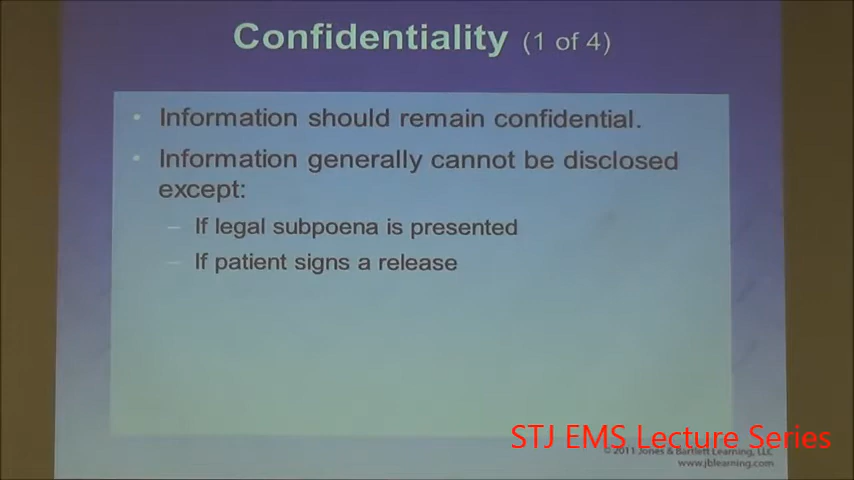 Confidentiality (1 of 4)
• Information should remain confidential.
• Information generally cannot be disclosed
except:
– If legal subpoena is presented
– If patient signs a release
STJ EMS Lecture Series
© 2011 Jones & Bartlett Learning, LLC
www.jblearning.com